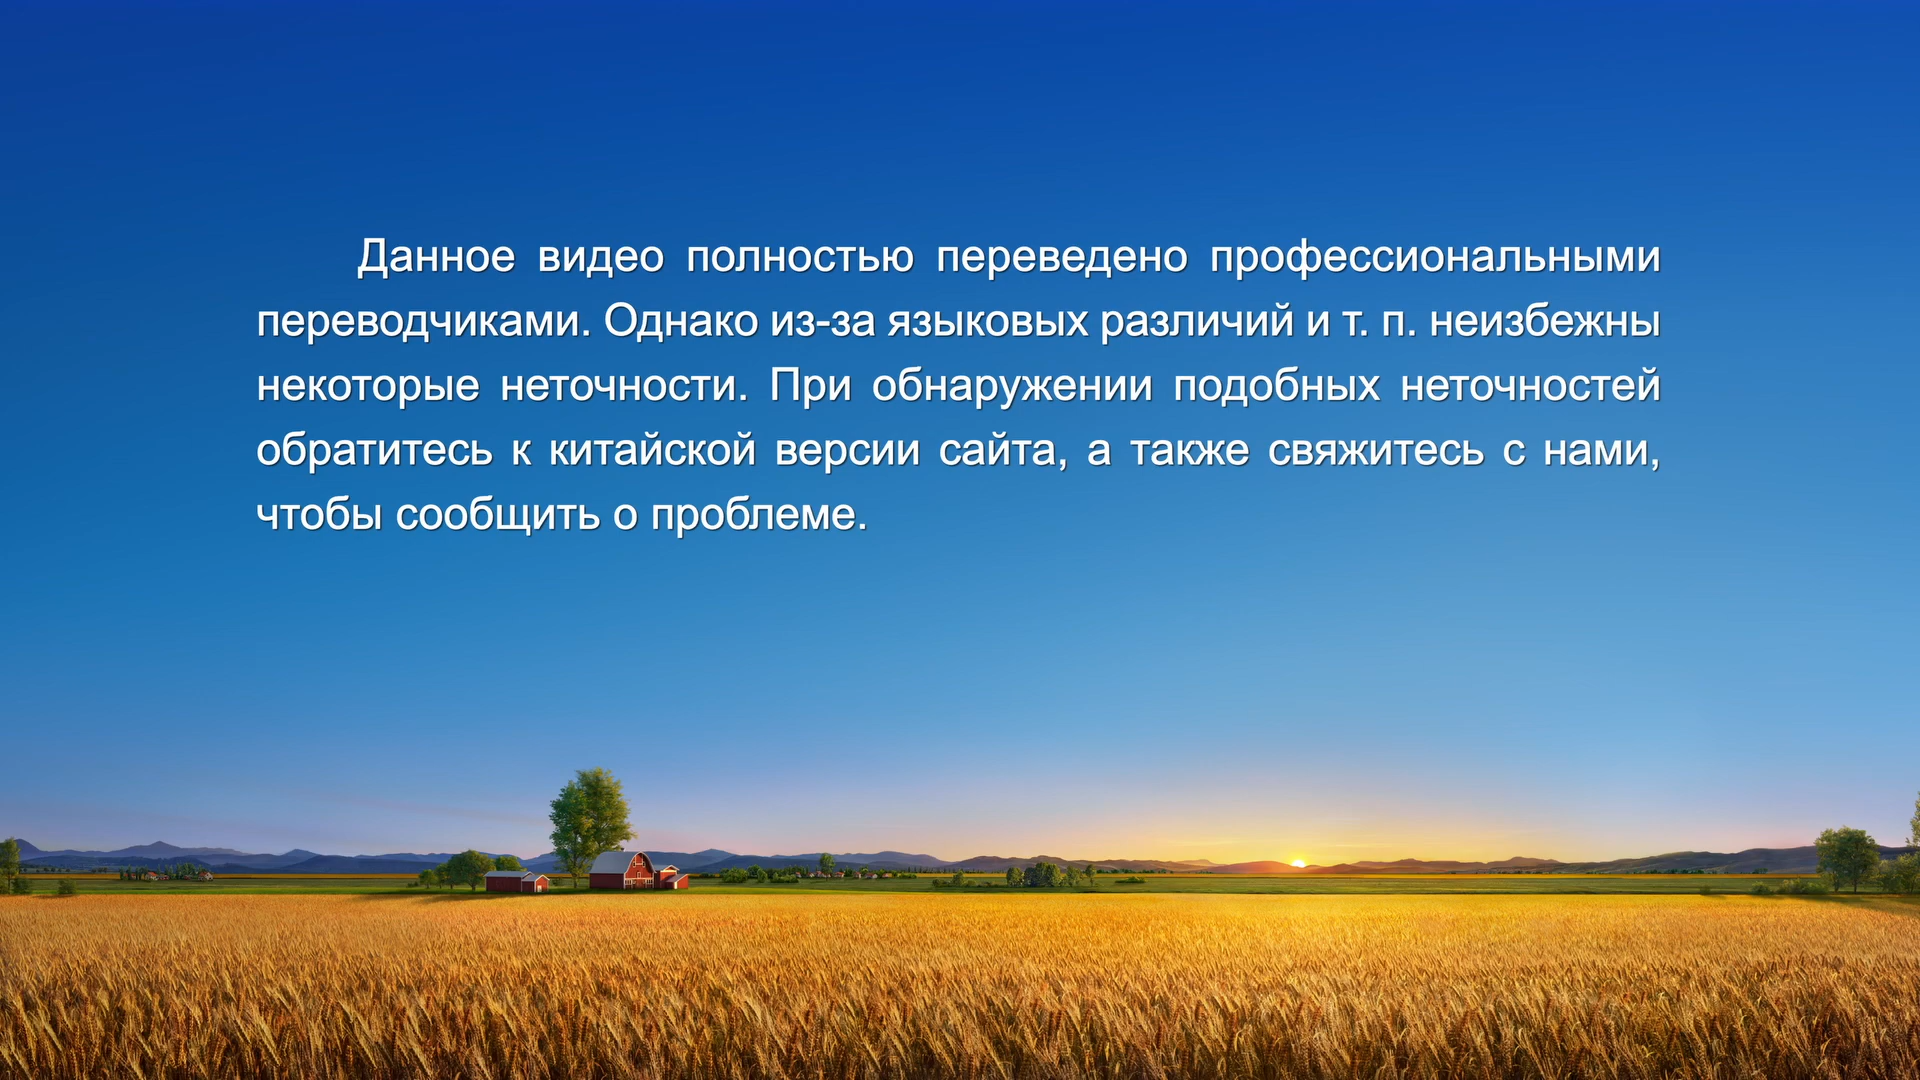 Данное видео полностью переведено профессиональными
переводчиками. Однако из-за языковых различий и т. п. неизбежны
некоторые неточности. При обнаружении подобных неточностей
обратитесь к китайской версии сайта, а также свяжитесь с нами,
чтобы сообщить о проблеме.